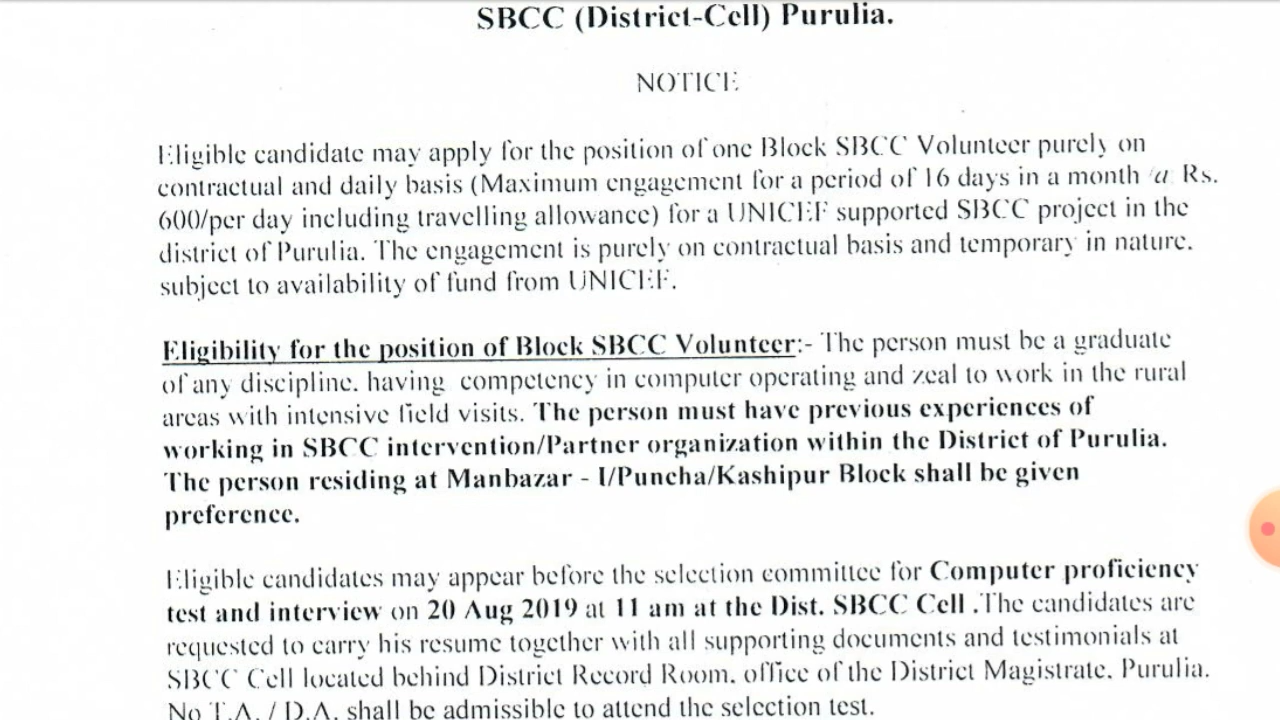 SBCC (District-Cell) Purulia.
NOTICE
Eligible candidate may apply for the position of one Block SBCC Volunteer purely on
contractual and daily basis (Maximum engagement for a period of 16 days in a month @ Rs.
600/per day including travelling allowance) for a UNICEF supported SBCC project in the
district of Purulia. The engagement is purely on contractual basis and temporary in nature.
subject to availability of fund from UNICEF.
Eligibility for the position of Block SBCC Volunteer:- The person must be a graduate
of any discipline. having competency in computer operating and zeal to work in the rural
areas with intensive field visits. The person must have previous experiences of
working in SBCC intervention/Partner organization within the District of Purulia.
The person residing at Manbazar - I/Puncha/Kashipur Block shall be given
preference.
Eligible candidates may appear before the selection committee for Computer proficiency
test and interview on 20 Aug 2019 at 11 am at the Dist. SBCC Cell .The candidates are
requested to carry his resume together with all supporting documents and testimonials at
SBCC Cell located behind District Record Room. office of the District Magistrate. Purulia.
No T.A. / D.A. shall be admissible to attend the selection test.